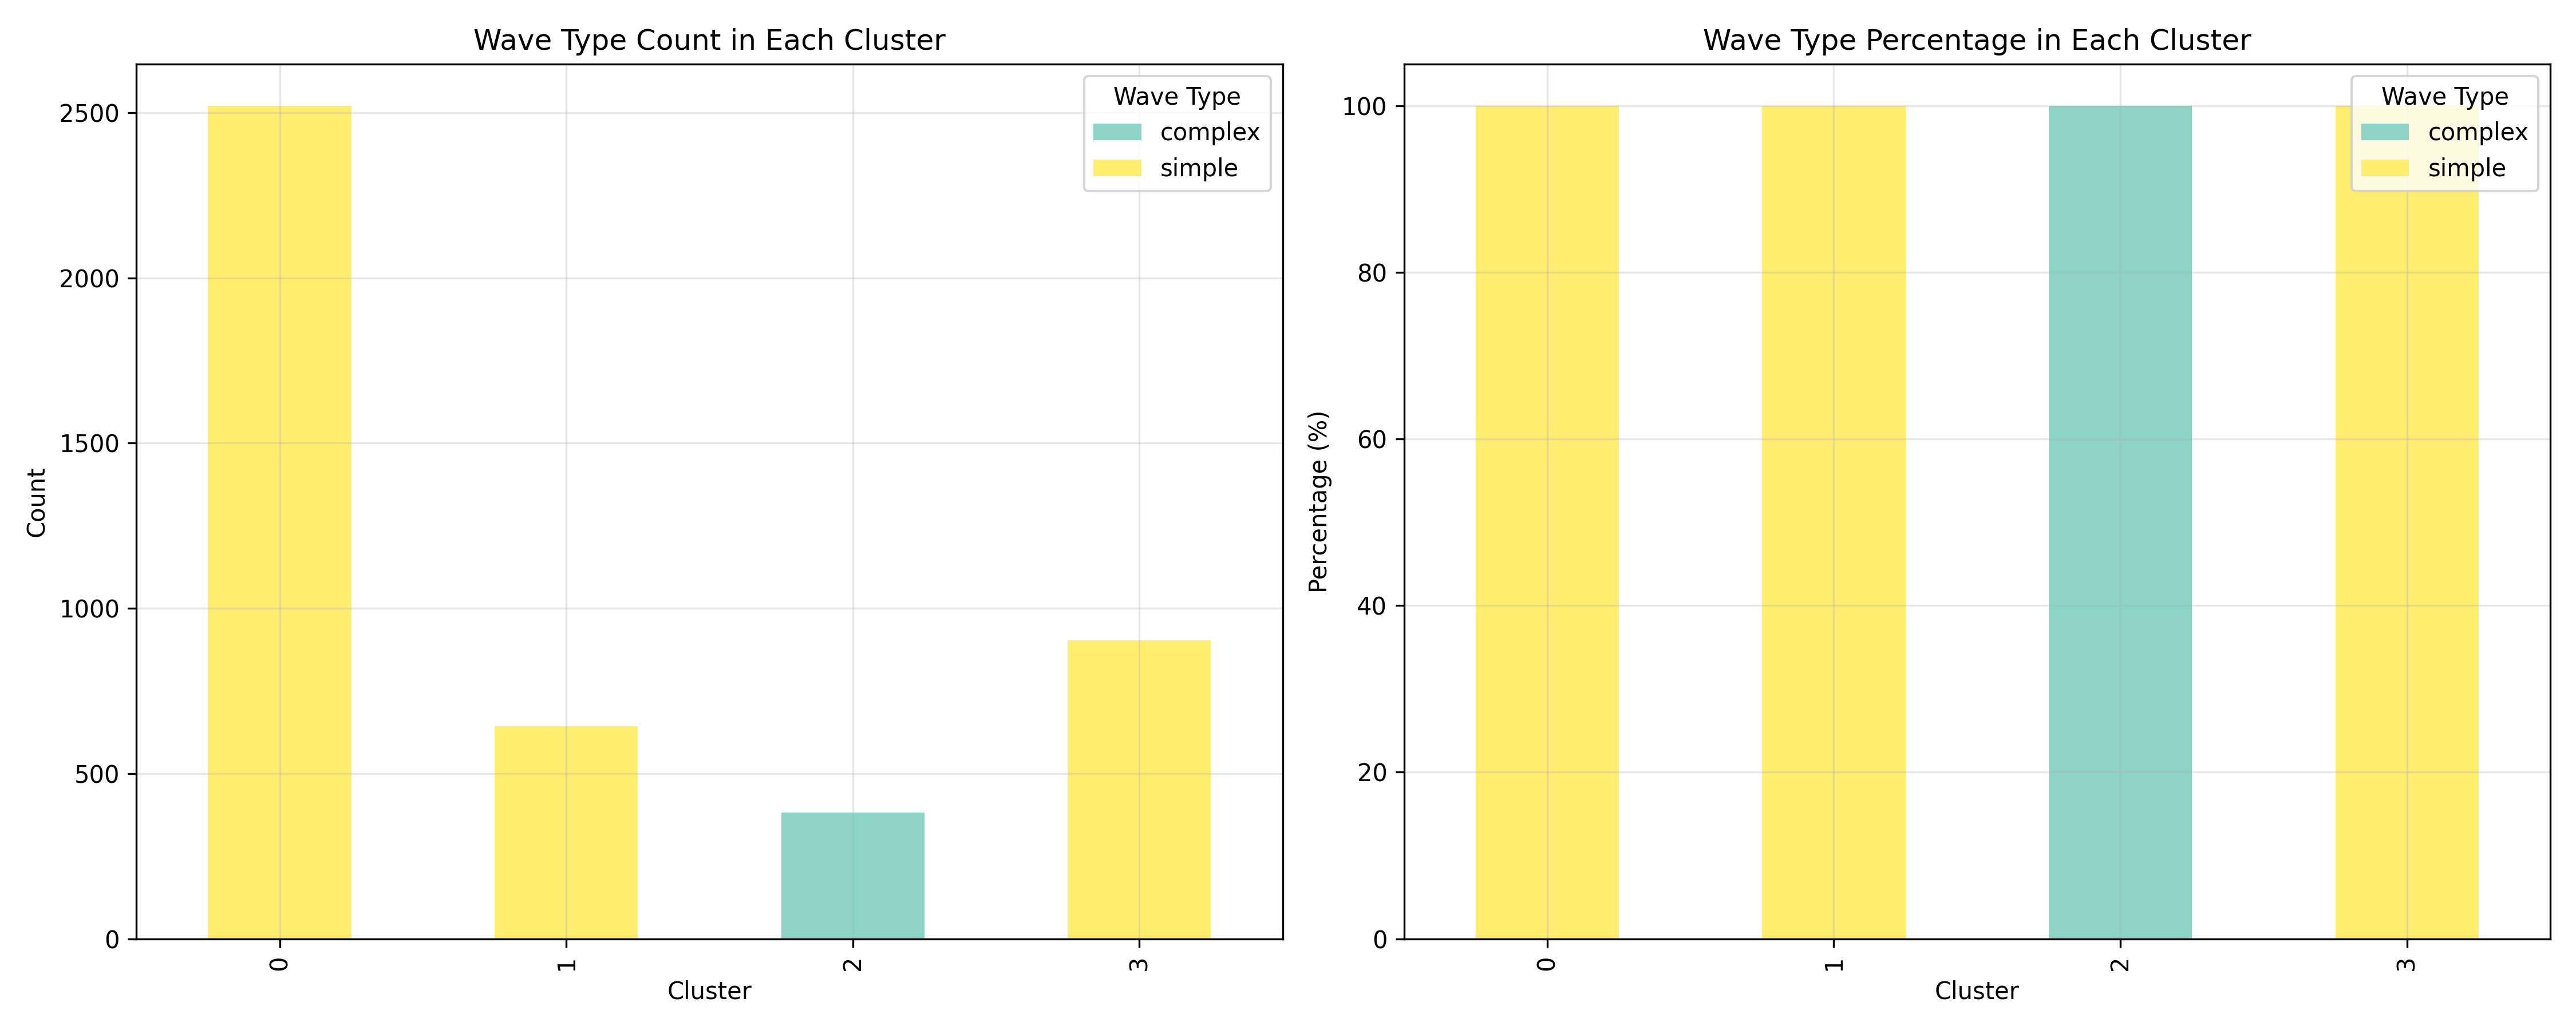 Wave Type Count in Each Cluster
Wave Type
complex
simple
Count
2500
2000
1500
1000
500
0
0
1
2
3
Cluster
Wave Type Percentage in Each Cluster
Wave Type
complex
simple
Percentage (%)
100
80
60
40
20
0
0
1
2
3
Cluster